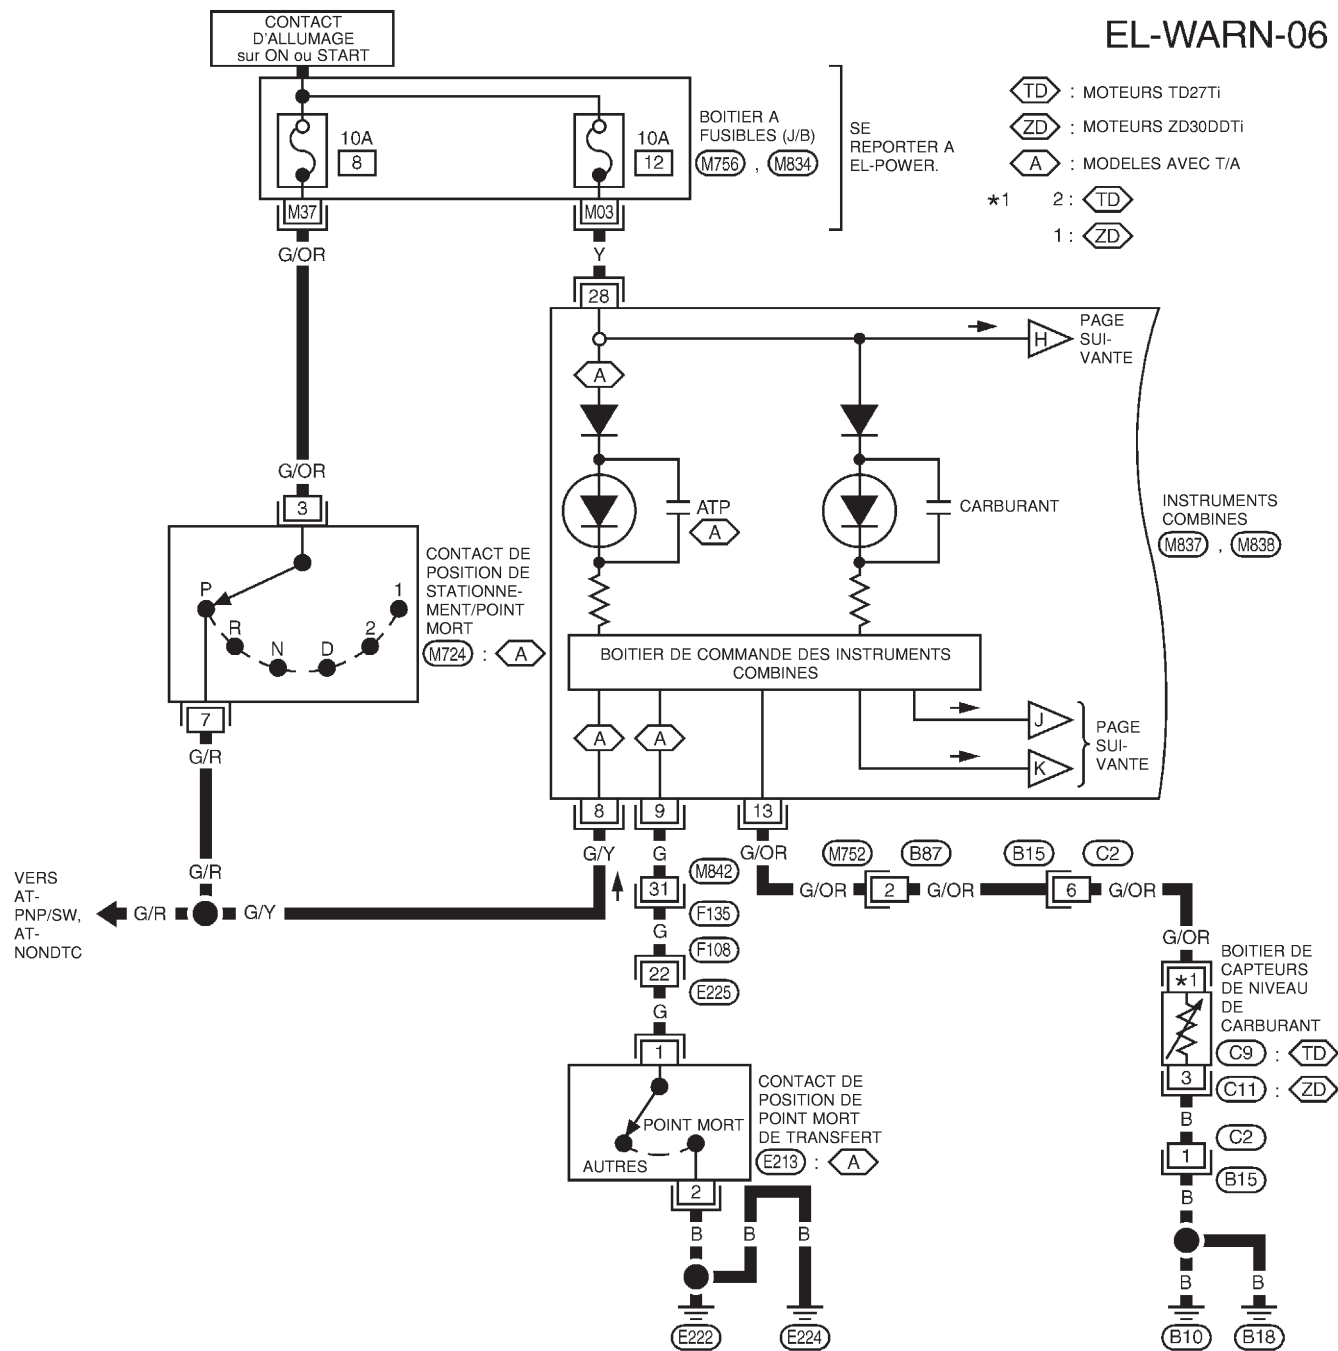 EL-WARN-06
CONTACT
D'ALLUMAGE
sur ON ou START
10A
8
10A
12
BOITIER A
FUSIBLES (J/B)
M756 , M834
SE
REPORTER A
EL-POWER.
TD : MOTEURS TD27Ti
ZD : MOTEURS ZD30DDTi
A : MODELES AVEC T/A
*1 2 : TD
1 : ZD
M37
M03
G/OR
Y
28
H
PAGE
SUI-
VANTE
A
G/OR
3
ATP
A
CARBURANT
INSTRUMENTS
COMBINES
M837 , M838
CONTACT DE
POSITION DE
STATIONNE-
MENT/POINT
MORT
M724 : A
P
R
N
D
2
1
BOITIER DE COMMANDE DES INSTRUMENTS
COMBINES
7
G/R
A
A
J
K
PAGE
SUI-
VANTE
8
9
13
G/Y
G
G/OR
M752
B87
B15
C2
G/R
VERS
AT-
PNP/SW,
AT-
NONDTC
G/R
G/Y
M842
31
F135
G
F108
22
E225
G
G/OR
2
G/OR
6
G/OR
G/OR
*1
BOITIER DE
CAPTEURS
DE NIVEAU
DE
CARBURANT
C9 : TD
C11 : ZD
3
B
C2
1
B15
B
1
POINT MORT
AUTRES
CONTACT DE
POSITION DE
POINT MORT
DE TRANSFERT
E213 : A
2
B
B
B
E222
E224
B
B
B10
B18